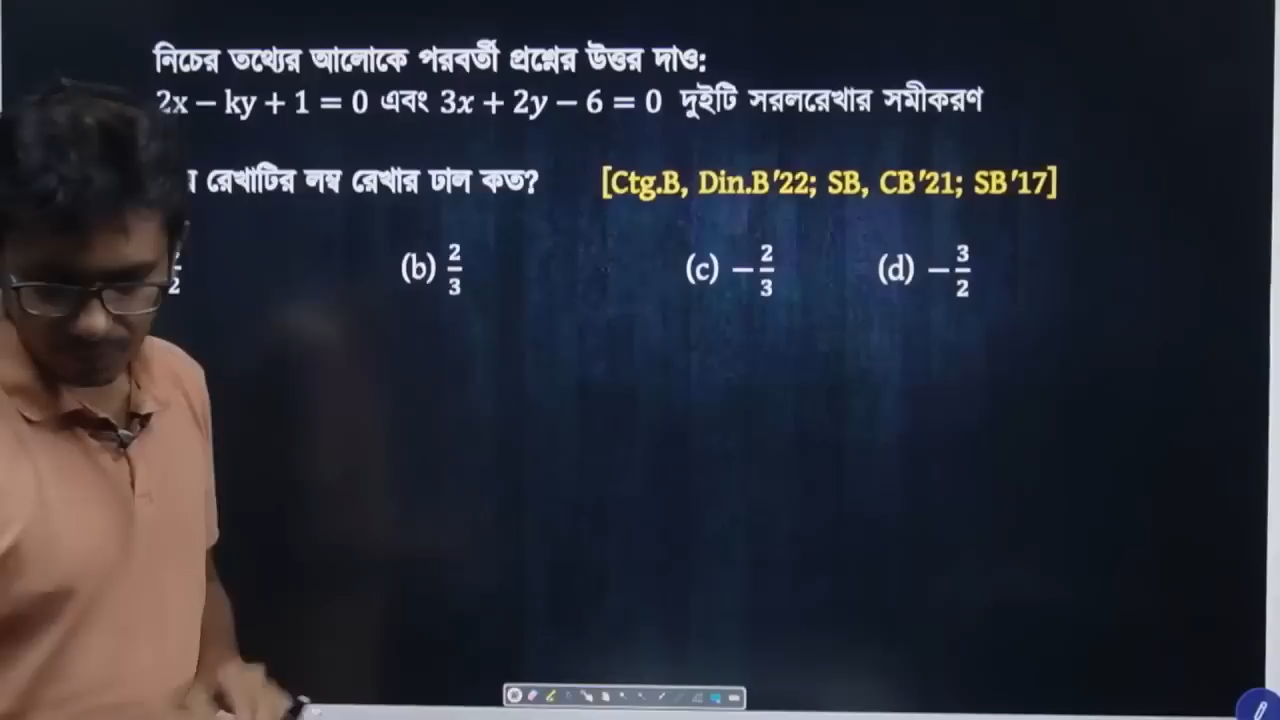 নিচের তথ্যের আলোকে পরবর্তী প্রশ্নের উত্তর দাও:
2x − ky + 1 = 0 এবং 3x + 2y − 6 = 0 দুইটি সরলরেখার সমীকরণ
রেখাটির লম্ব রেখার ঢাল কত? [Ctg.B, Din.B'22; SB, CB'21; SB'17]
2 (b) 2/3 (c) −2/3 (d) −3/2